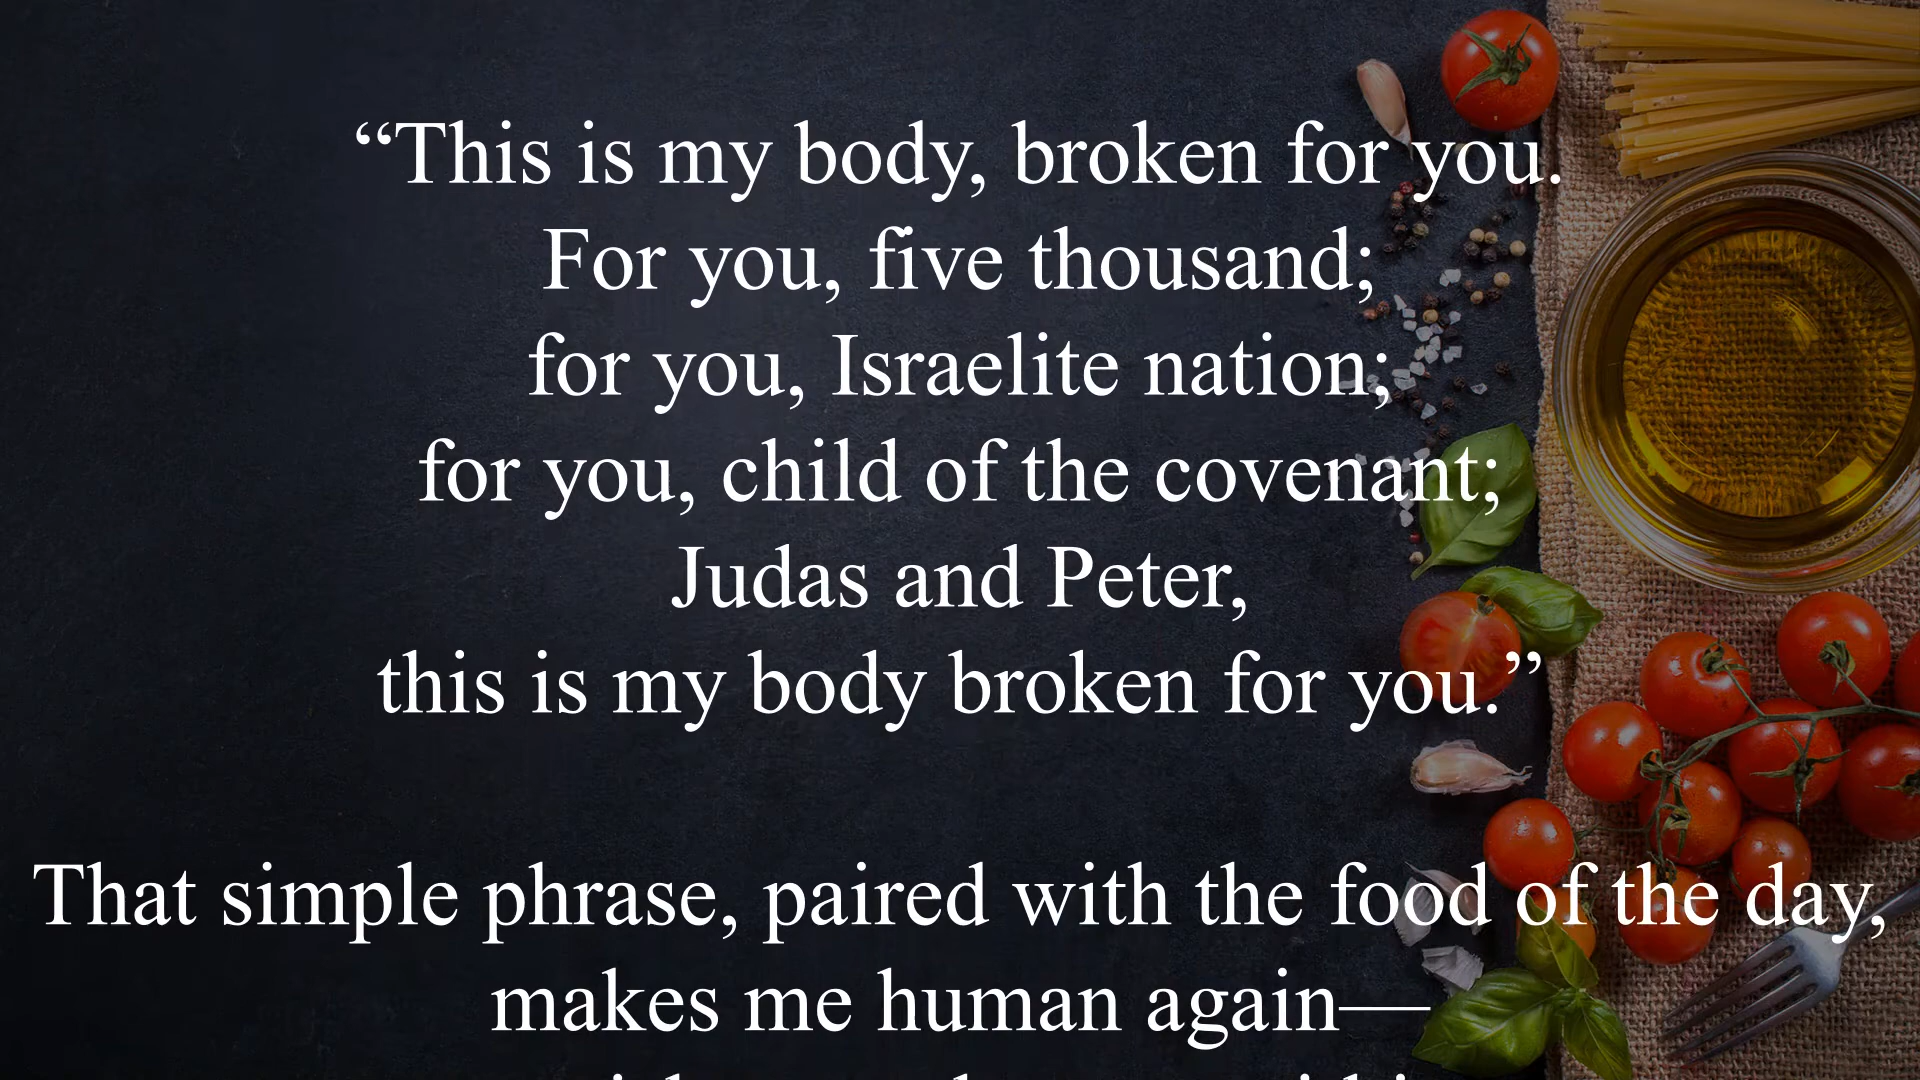 “This is my body, broken for you.
For you, five thousand;
for you, Israelite nation;
for you, child of the covenant;
Judas and Peter,
this is my body broken for you.”
That simple phrase, paired with the food of the day,
makes me human again—